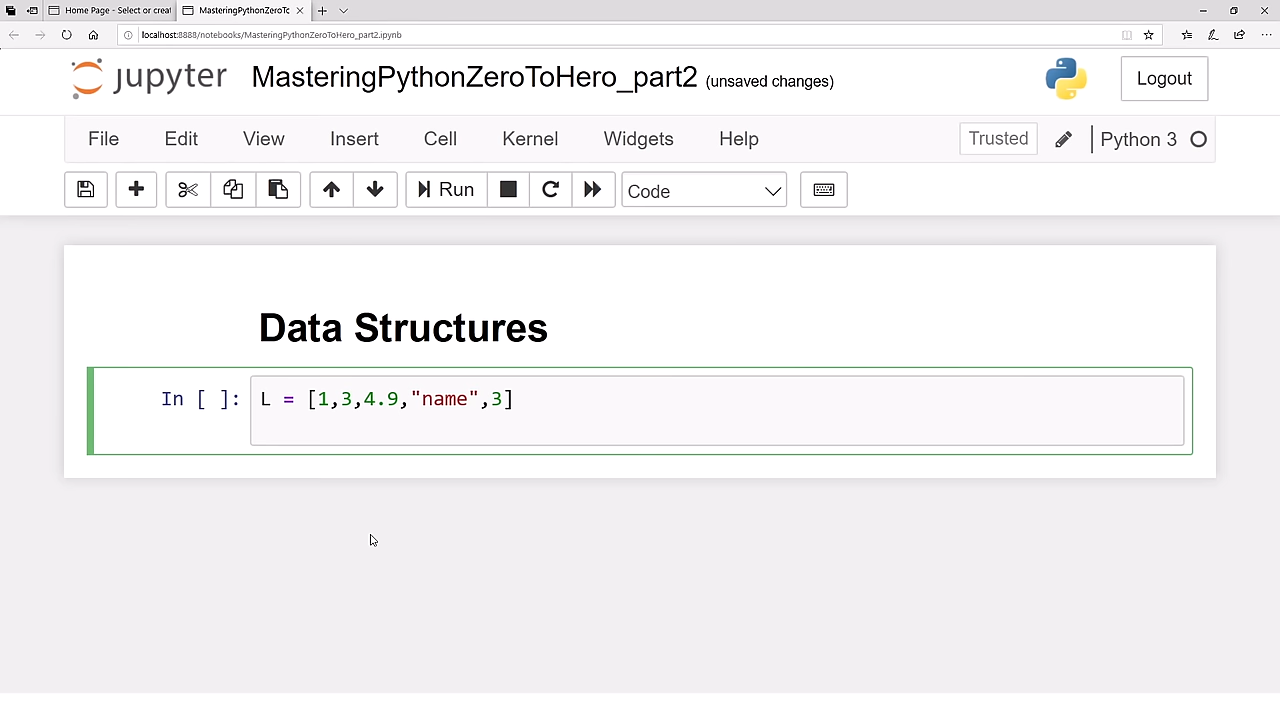 Home Page - Select or creat
MasteringPythonZeroTo
localhost:8888/notebooks/MasteringPythonZeroToHero_part2.ipynb
jupyter MasteringPythonZeroToHero_part2 (unsaved changes) Logout
File Edit View Insert Cell Kernel Widgets Help Trusted Python 3
Run Code
Data Structures
In [ ]: L = [1,3,4.9,"name",3]